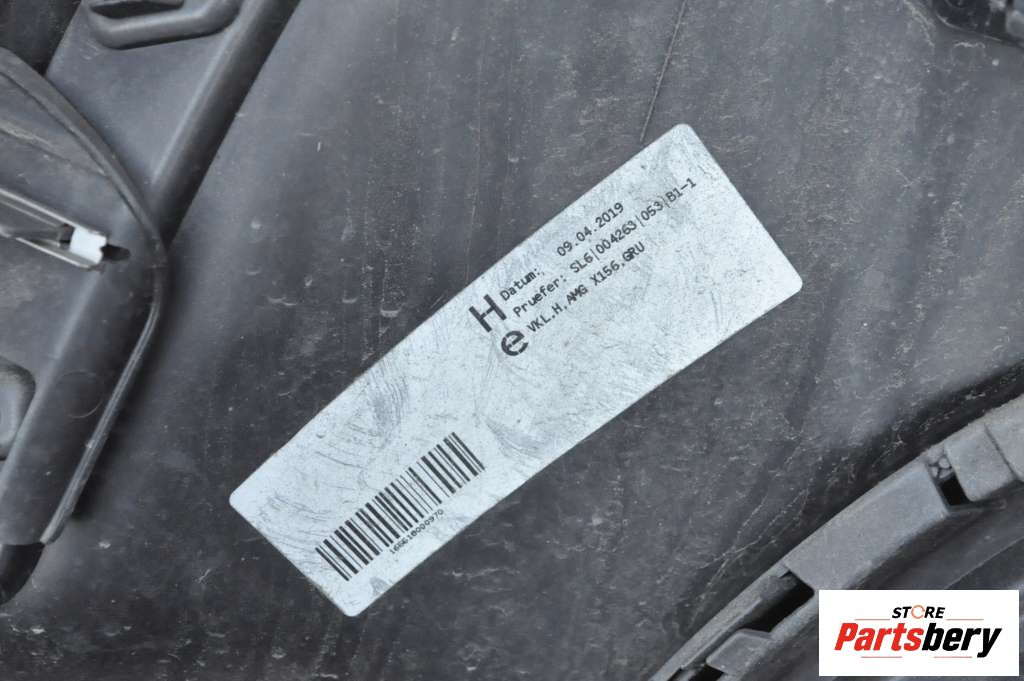 H Datum:. 09.04.2019
Pruefer: SL6|004263|053|B1-1
e VKL.H.AMG X156.GRU
STORE
Partsbery